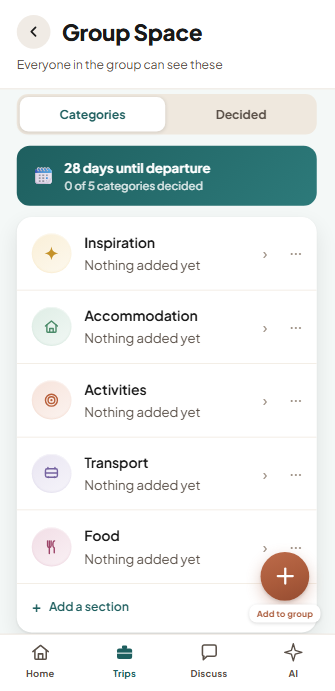 Group Space
Everyone in the group can see these
Categories
Decided
28 days until departure
0 of 5 categories decided
Inspiration
Nothing added yet
Accommodation
Nothing added yet
Activities
Nothing added yet
Transport
Nothing added yet
Food
Nothing added yet
+ Add a section
Add to group
Home
Trips
Discuss
AI